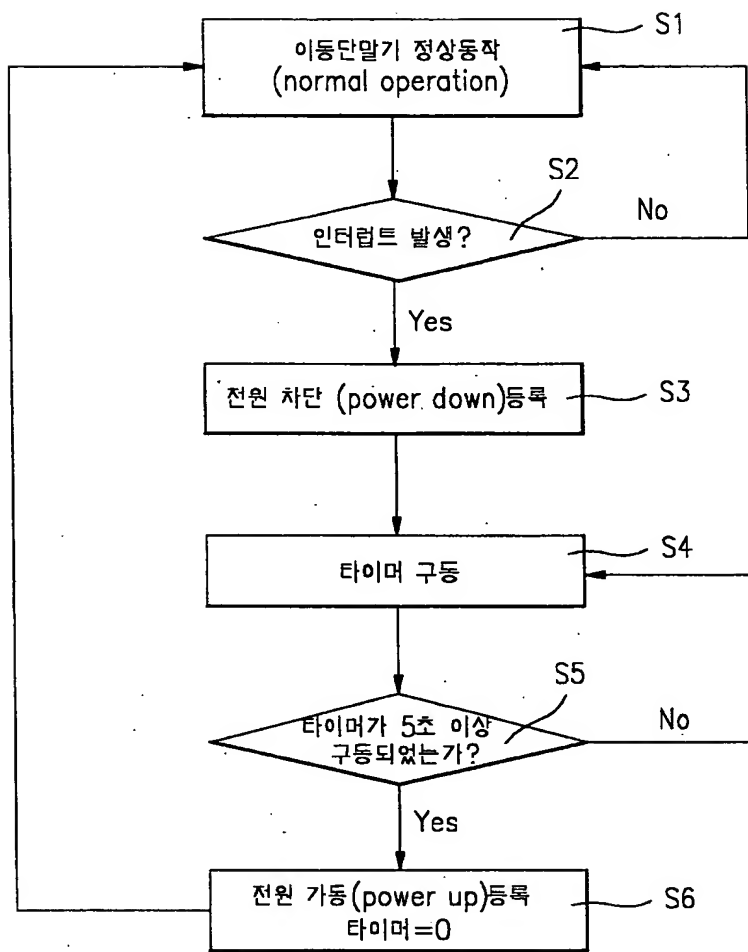 이동단말기 정상동작
(normal operation)
S1
S2
인터럽트 발생?
No
Yes
전원 차단 (power down)등록
S3
타이머 구동
S4
S5
타이머가 5초 이상
구동되었는가?
No
Yes
전원 가동(power up)등록
타이머=0
S6